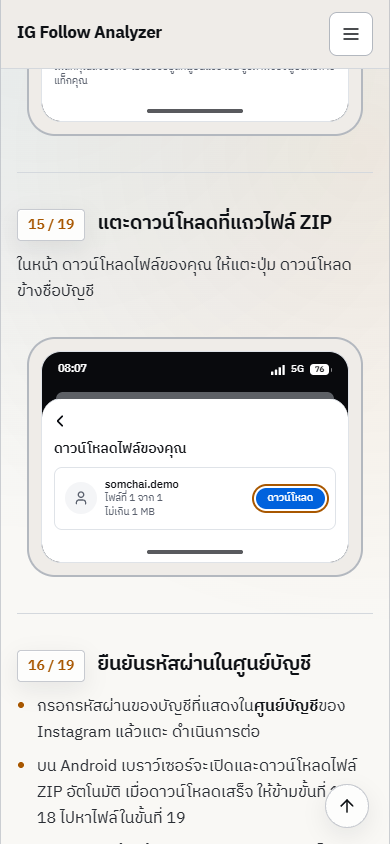 IG Follow Analyzer
แท็กคุณ
15 / 19
แตะดาวน์โหลดที่แถวไฟล์ ZIP
ในหน้า ดาวน์โหลดไฟล์ของคุณ ให้แตะปุ่ม ดาวน์โหลด
ข้างชื่อบัญชี
08:07
5G
76
ดาวน์โหลดไฟล์ของคุณ
somchai.demo
ไฟล์ที่ 1 จาก 1
ไม่เกิน 1 MB
ดาวน์โหลด
16 / 19
ยืนยันรหัสผ่านในศูนย์บัญชี
กรอกรหัสผ่านของบัญชีที่แสดงในศูนย์บัญชีของ
Instagram แล้วแตะ ดำเนินการต่อ
บน Android เบราว์เซอร์จะเปิดและดาวน์โหลดไฟล์
ZIP อัตโนมัติ เมื่อดาวน์โหลดเสร็จ ให้ข้ามขั้นที่
18 ไปหาไฟล์ในขั้นที่ 19